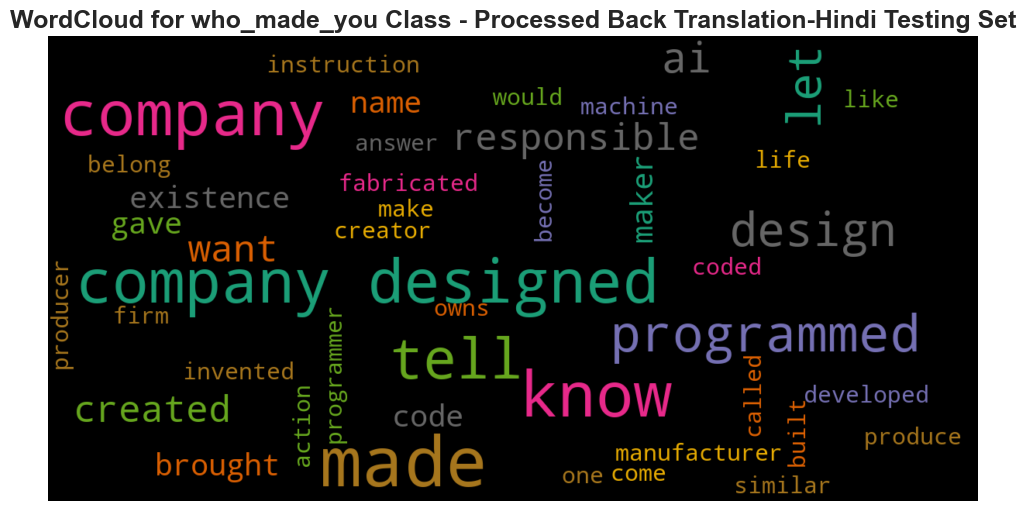 WordCloud for who_made_you Class - Processed Back Translation-Hindi Testing Set
instruction
ai
let
company
name
would
machine
like
answer
responsible
belong
life
existence
fabricated
become
maker
gave
make
creator
design
want
coded
company designed
producer
firm
owns
programmer
programmed
tell
invented
know
called
developed
created
action
code
built
produce
brought
made
manufacturer
one
come
similar